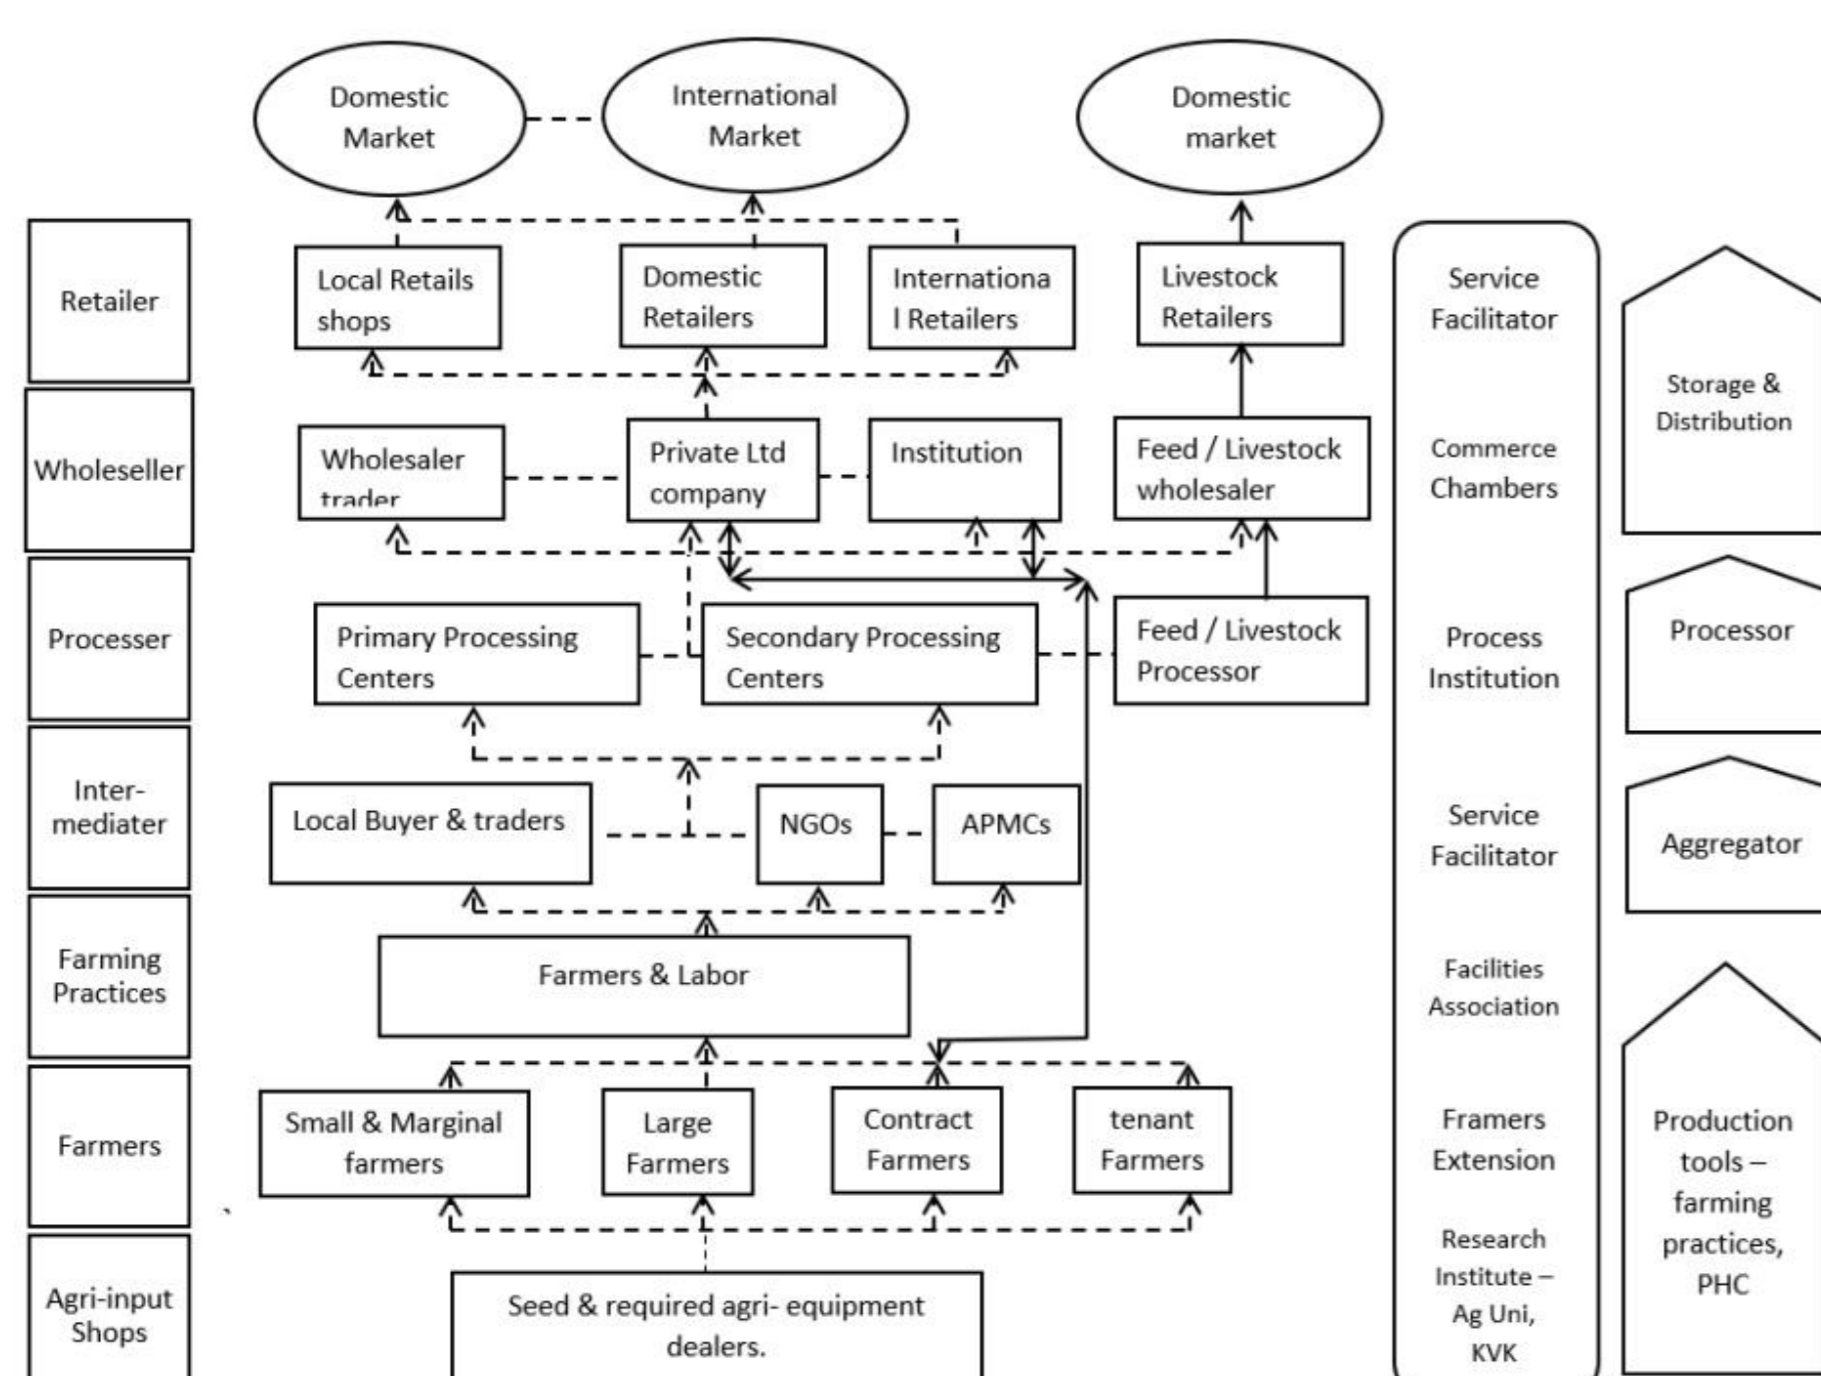 Domestic
Market
International
Market
Domestic
market
Retailer
Local Retails
shops
Domestic
Retailers
Internationa
l Retailers
Livestock
Retailers
Service
Facilitator
Storage &
Distribution
Wholeseller
Wholesaler
trader
Private Ltd
company
Institution
Feed / Livestock
wholesaler
Commerce
Chambers
Processer
Primary Processing
Centers
Secondary Processing
Centers
Feed / Livestock
Processor
Process
Institution
Processor
Inter-
mediater
Local Buyer & traders
NGOs
APMCs
Service
Facilitator
Aggregator
Farming
Practices
Farmers & Labor
Facilities
Association
Farmers
Small & Marginal
farmers
Large
Farmers
Contract
Farmers
tenant
Farmers
Framers
Extension
Production
tools –
farming
practices,
PHC
Agri-input
Shops
Seed & required agri- equipment
dealers.
Research
Institute –
Ag Uni,
KVK